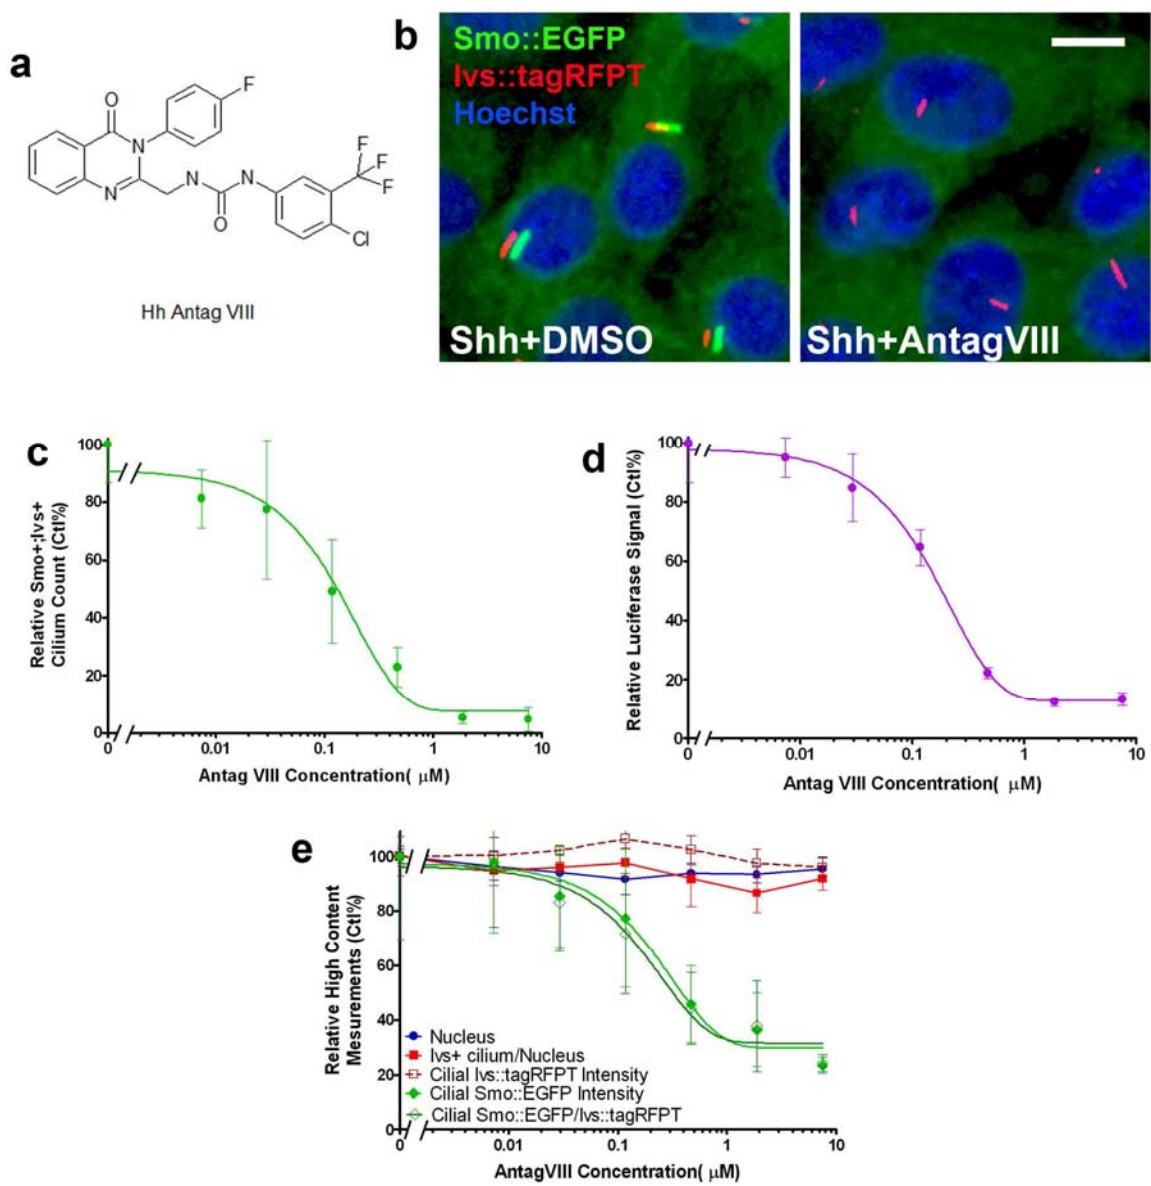 a
O
F
N
N
N
N
O
F
F
F
Cl
Hh Antag VIII
b
Smo::EGFP
Ivs::tagRFPT
Hoechst
Shh+DMSO
Shh+AntagVIII
c
Relative Smo+;Ivs+
Cilium Count (Ctl%)
100
80
60
40
20
0
0
0.01
0.1
1
10
Antag VIII Concentration( μM)
d
Relative Luciferase Signal (Ctl%)
100
80
60
40
20
0
0
0.01
0.1
1
10
Antag VIII Concentration( μM)
e
Relative High Content
Mesurements (Ctl%)
100
80
60
40
20
0
Nucleus
Ivs+ cilium/Nucleus
Cilial Ivs::tagRFPT Intensity
Cilial Smo::EGFP Intensity
Cilial Smo::EGFP/Ivs::tagRFPT
0
0.01
0.1
1
10
AntagVIII Concentration( μM)